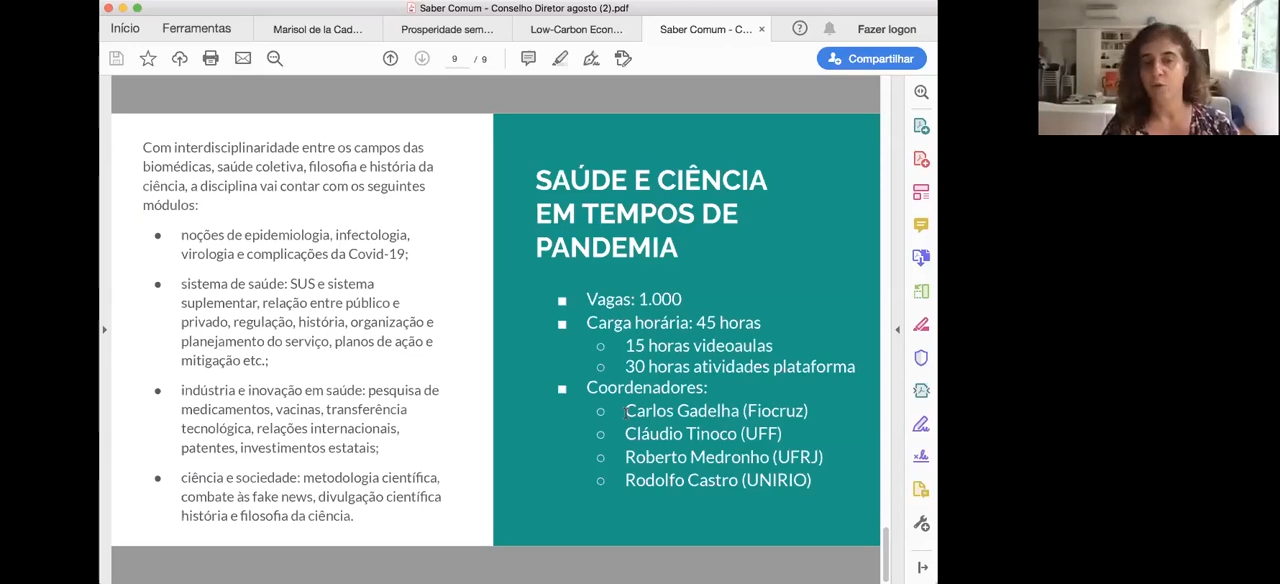 Saber Comum - Conselho Diretor agosto (2).pdf
Início
Ferramentas
Marisol de la Cad...
Prosperidade sem...
Low-Carbon Econ...
Saber Comum - C... ×
Fazer logon
9 / 9
Compartilhar
Com interdisciplinaridade entre os campos das
biomédicas, saúde coletiva, filosofia e história da
ciência, a disciplina vai contar com os seguintes
módulos:
● noções de epidemiologia, infectologia,
virologia e complicações da Covid-19;
● sistema de saúde: SUS e sistema
suplementar, relação entre público e
privado, regulação, história, organização e
planejamento do serviço, planos de ação e
mitigação etc.;
● indústria e inovação em saúde: pesquisa de
medicamentos, vacinas, transferência
tecnológica, relações internacionais,
patentes, investimentos estatais;
● ciência e sociedade: metodologia científica,
combate às fake news, divulgação científica
história e filosofia da ciência.
SAÚDE E CIÊNCIA
EM TEMPOS DE
PANDEMIA
■ Vagas: 1.000
■ Carga horária: 45 horas
○ 15 horas videoaulas
○ 30 horas atividades plataforma
■ Coordenadores:
○ Carlos Gadelha (Fiocruz)
○ Cláudio Tinoco (UFF)
○ Roberto Medronho (UFRJ)
○ Rodolfo Castro (UNIRIO)